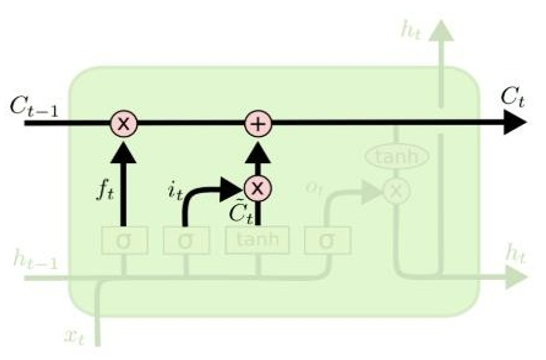 h_t
C_{t-1} × + C_t
tanh
f_t i_t × o_t ×
C̃_t
σ σ tanh σ
h_{t-1} h_t
x_t